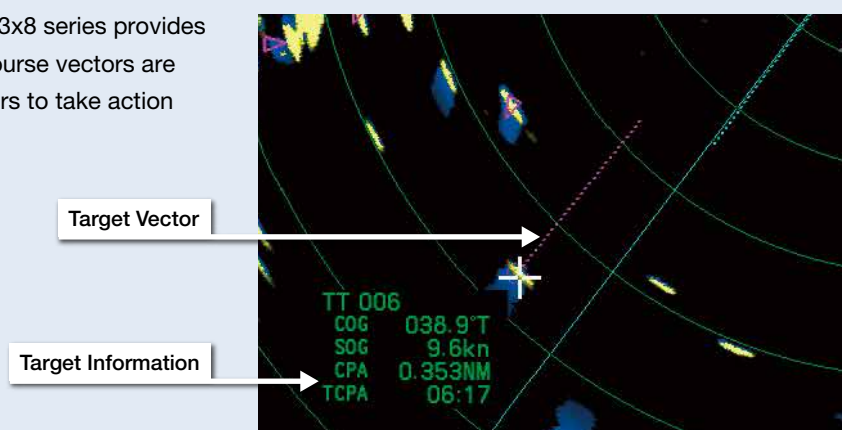 3x8 series provides
ourse vectors are
rs to take action
Target Vector
Target Information
TT 006
COG 038.9°T
SOG 9.6kn
CPA 0.353NM
TCPA 06:17